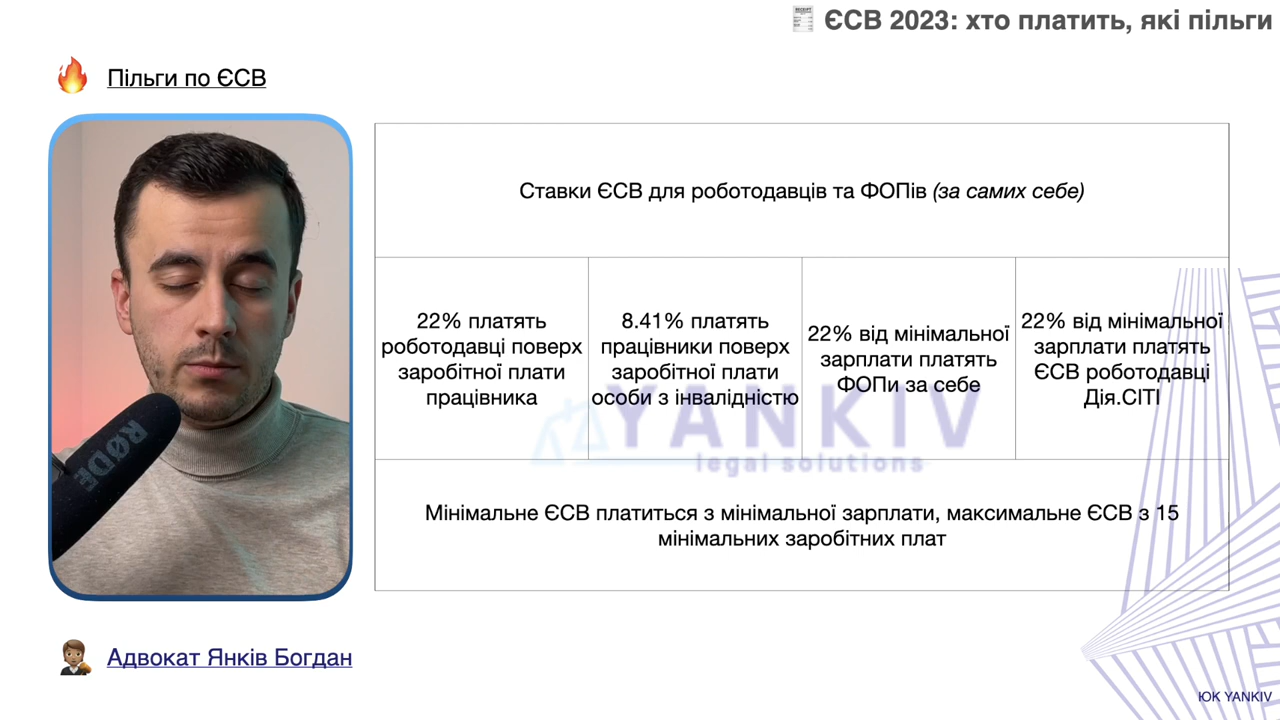 ЄСВ 2023: хто платить, які пільги
Пільги по ЄСВ
Ставки ЄСВ для роботодавців та ФОПів (за самих себе)
22% платять
роботодавці поверх
заробітної плати
працівника
8.41% платять
працівники поверх
заробітної плати
особи з інвалідністю
22% від мінімальної
зарплати платять
ФОПи за себе
22% від мінімальної
зарплати платять
ЄСВ роботодавці
Дія.СІТІ
YANKIV
legal solutions
Мінімальне ЄСВ платиться з мінімальної зарплати, максимальне ЄСВ з 15
мінімальних заробітних плат
RØDE
Адвокат Янків Богдан
ЮК YANKIV